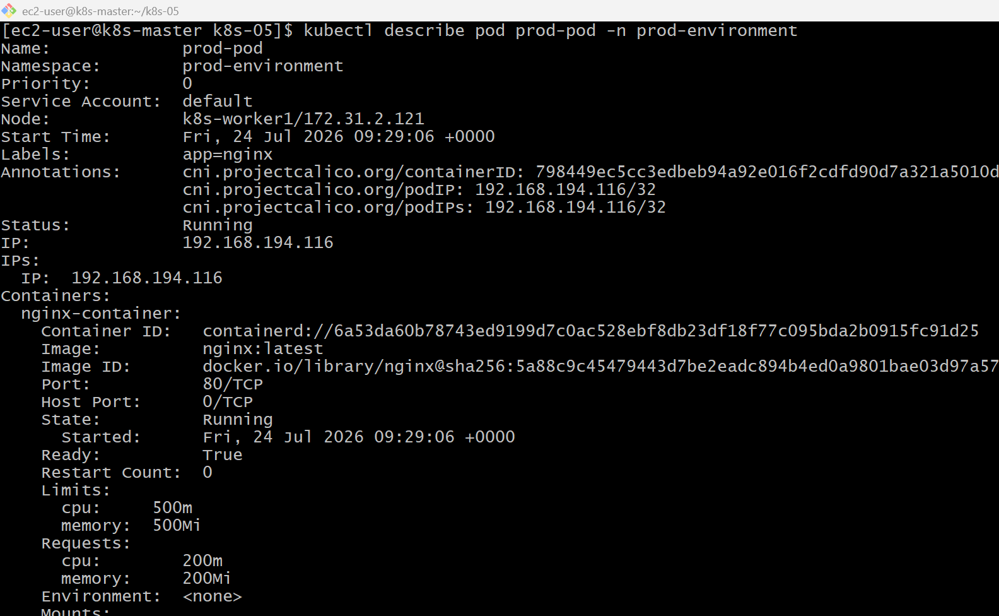 ec2-user@k8s-master:~/k8s-05
[ec2-user@k8s-master k8s-05]$ kubectl describe pod prod-pod -n prod-environment
Name:             prod-pod
Namespace:        prod-environment
Priority:         0
Service Account:  default
Node:             k8s-worker1/172.31.2.121
Start Time:       Fri, 24 Jul 2026 09:29:06 +0000
Labels:           app=nginx
Annotations:      cni.projectcalico.org/containerID: 798449ec5cc3edbeb94a92e016f2cdfd90d7a321a5010d
                  cni.projectcalico.org/podIP: 192.168.194.116/32
                  cni.projectcalico.org/podIPs: 192.168.194.116/32
Status:           Running
IP:               192.168.194.116
IPs:
  IP:  192.168.194.116
Containers:
  nginx-container:
    Container ID:   containerd://6a53da60b78743ed9199d7c0ac528ebf8db23df18f77c095bda2b0915fc91d25
    Image:          nginx:latest
    Image ID:       docker.io/library/nginx@sha256:5a88c9c45479443d7be2eadc894b4ed0a9801bae03d97a57
    Port:           80/TCP
    Host Port:      0/TCP
    State:          Running
      Started:      Fri, 24 Jul 2026 09:29:06 +0000
    Ready:          True
    Restart Count:  0
    Limits:
      cpu:     500m
      memory:  500Mi
    Requests:
      cpu:        200m
      memory:     200Mi
    Environment:  <none>
    Mounts: